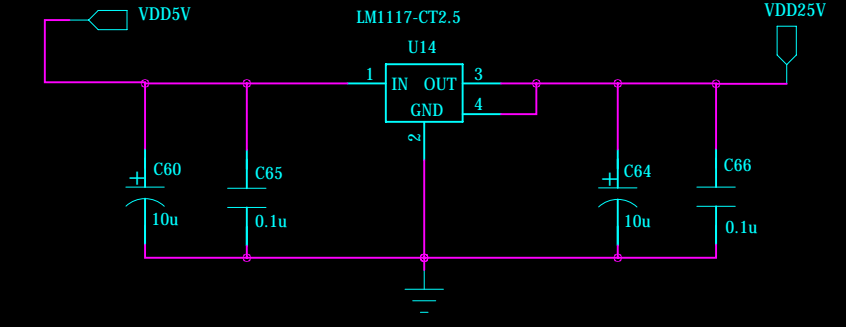 VDD5V
LM1117-CT2.5
VDD25V
U14
1 IN OUT 3
GND 4
2
C60
C65
C64
C66
10u
0.1u
10u
0.1u